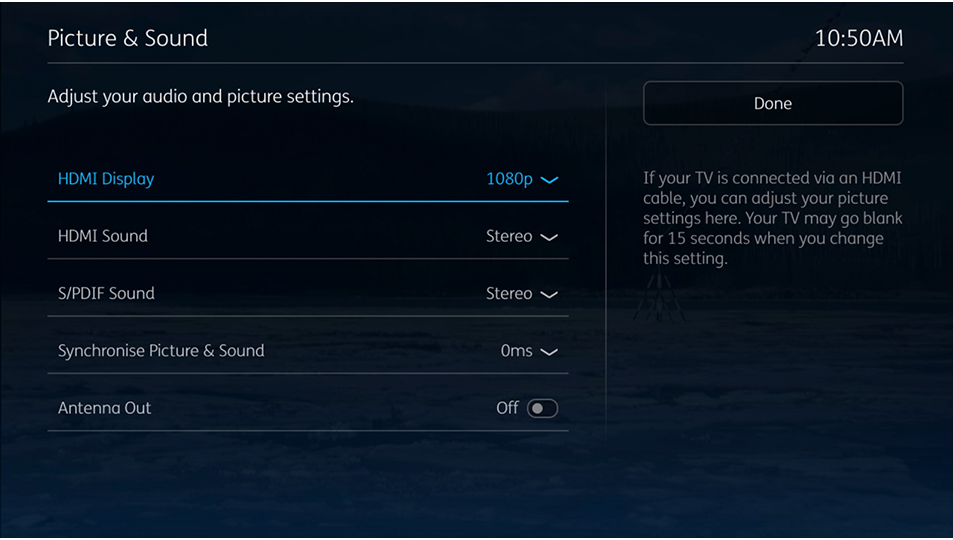 Picture & Sound
10:50AM
Adjust your audio and picture settings.
Done
HDMI Display
1080p
HDMI Sound
Stereo
S/PDIF Sound
Stereo
Synchronise Picture & Sound
0ms
Antenna Out
Off
If your TV is connected via an HDMI
cable, you can adjust your picture
settings here. Your TV may go blank
for 15 seconds when you change
this setting.